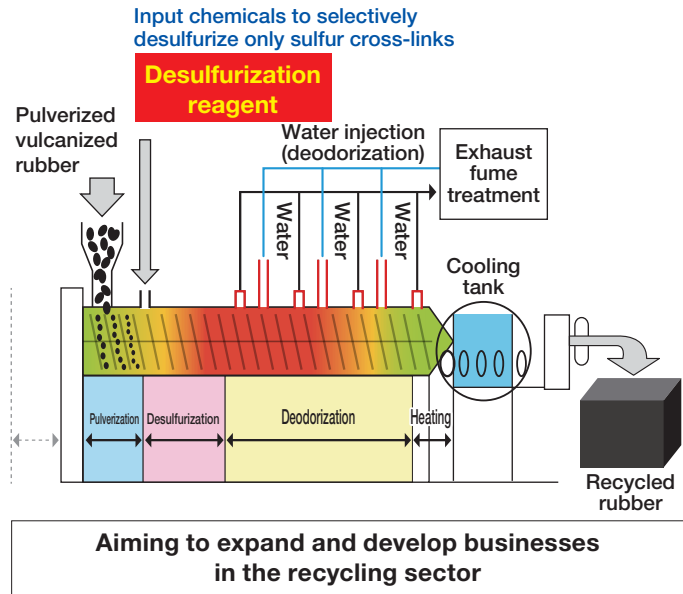 Input chemicals to selectively
desulfurize only sulfur cross-links
Desulfurization
reagent
Pulverized
vulcanized
rubber
Water injection
(deodorization)
Exhaust
fume
treatment
Water
Water
Water
Cooling
tank
Pulverization
Desulfurization
Deodorization
Heating
Recycled
rubber
Aiming to expand and develop businesses
in the recycling sector